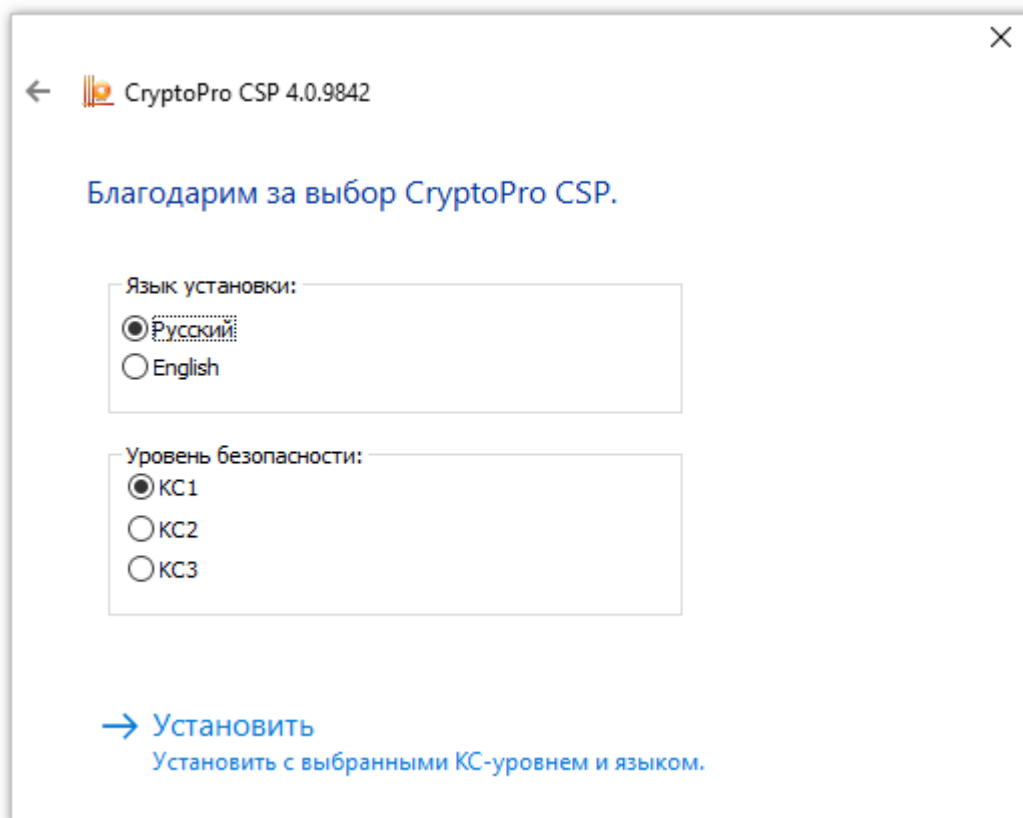 CryptoPro CSP 4.0.9842
Благодарим за выбор CryptoPro CSP.
Язык установки:
Русский
English
Уровень безопасности:
КС1
КС2
КС3
Установить
Установить с выбранными КС-уровнем и языком.